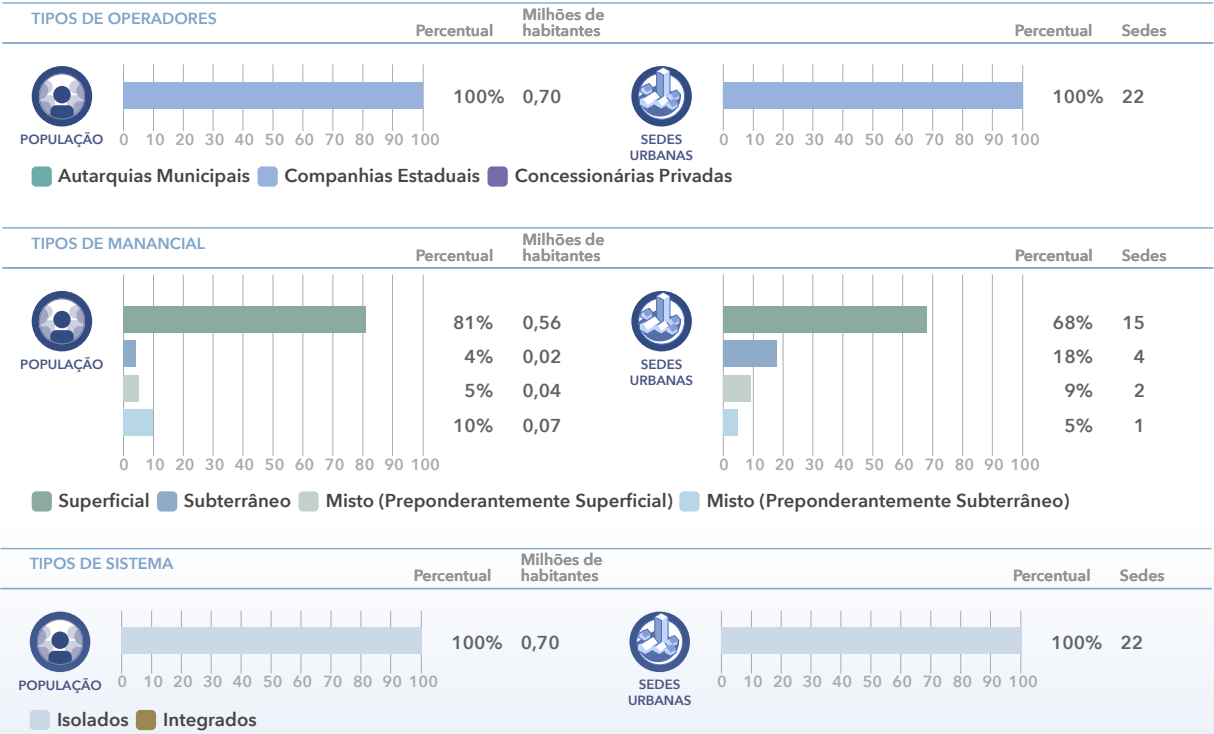 TIPOS DE OPERADORES
Percentual
Milhões de
habitantes
Percentual
Sedes
POPULAÇÃO
0 10 20 30 40 50 60 70 80 90 100
100% 0,70
SEDES
URBANAS
0 10 20 30 40 50 60 70 80 90 100
100% 22
Autarquias Municipais Companhias Estaduais Concessionárias Privadas
TIPOS DE MANANCIAL
Percentual
Milhões de
habitantes
Percentual
Sedes
POPULAÇÃO
81% 0,56
4% 0,02
5% 0,04
10% 0,07
0 10 20 30 40 50 60 70 80 90 100
SEDES
URBANAS
68% 15
18% 4
9% 2
5% 1
0 10 20 30 40 50 60 70 80 90 100
Superficial Subterrâneo Misto (Preponderantemente Superficial) Misto (Preponderantemente Subterrâneo)
TIPOS DE SISTEMA
Percentual
Milhões de
habitantes
Percentual
Sedes
POPULAÇÃO
0 10 20 30 40 50 60 70 80 90 100
100% 0,70
SEDES
URBANAS
0 10 20 30 40 50 60 70 80 90 100
100% 22
Isolados Integrados